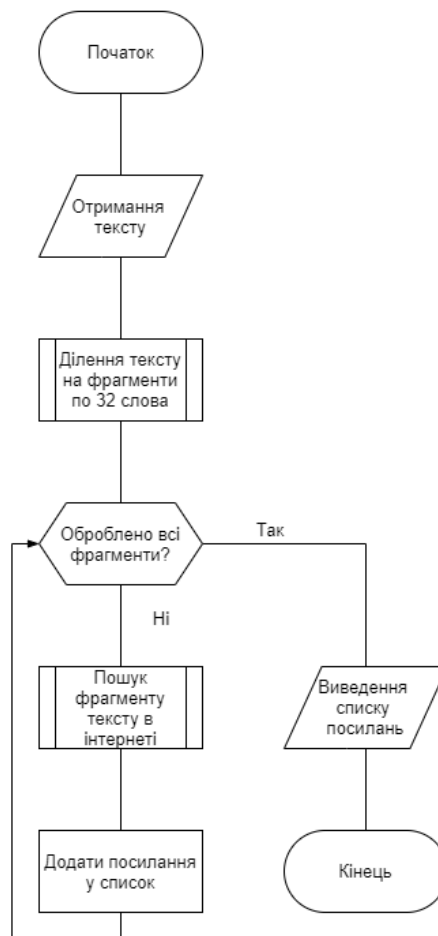 Початок
Отримання
тексту
Ділення тексту
на фрагменти
по 32 слова
Оброблено всі
фрагменти?
Так
Ні
Пошук
фрагменту
тексту в
інтернеті
Виведення
списку
посилань
Додати посилання
у список
Кінець